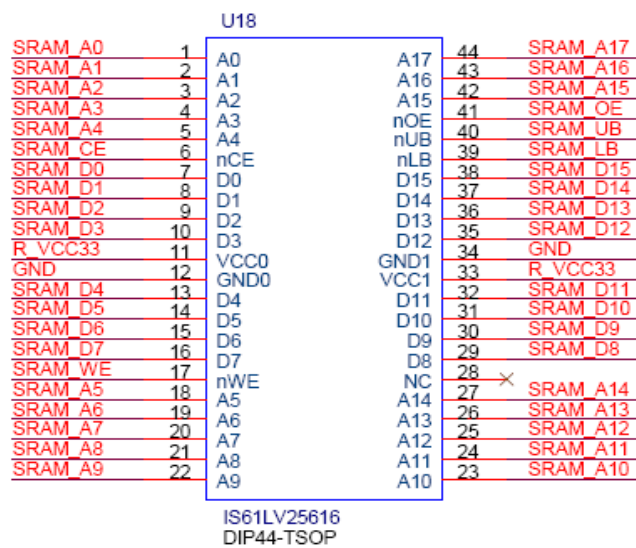 U18
SRAM_A0 1 A0 A17 44 SRAM_A17
SRAM_A1 2 A1 A16 43 SRAM_A16
SRAM_A2 3 A2 A15 42 SRAM_A15
SRAM_A3 4 A3 nOE 41 SRAM_OE
SRAM_A4 5 A4 nUB 40 SRAM_UB
SRAM_CE 6 nCE nLB 39 SRAM_LB
SRAM_D0 7 D0 D15 38 SRAM_D15
SRAM_D1 8 D1 D14 37 SRAM_D14
SRAM_D2 9 D2 D13 36 SRAM_D13
SRAM_D3 10 D3 D12 35 SRAM_D12
R_VCC33 11 VCC0 GND1 34 GND
GND 12 GND0 VCC1 33 R_VCC33
SRAM_D4 13 D4 D11 32 SRAM_D11
SRAM_D5 14 D5 D10 31 SRAM_D10
SRAM_D6 15 D6 D9 30 SRAM_D9
SRAM_D7 16 D7 D8 29 SRAM_D8
SRAM_WE 17 nWE NC 28
SRAM_A5 18 A5 A14 27 SRAM_A14
SRAM_A6 19 A6 A13 26 SRAM_A13
SRAM_A7 20 A7 A12 25 SRAM_A12
SRAM_A8 21 A8 A11 24 SRAM_A11
SRAM_A9 22 A9 A10 23 SRAM_A10
IS61LV25616
DIP44-TSOP